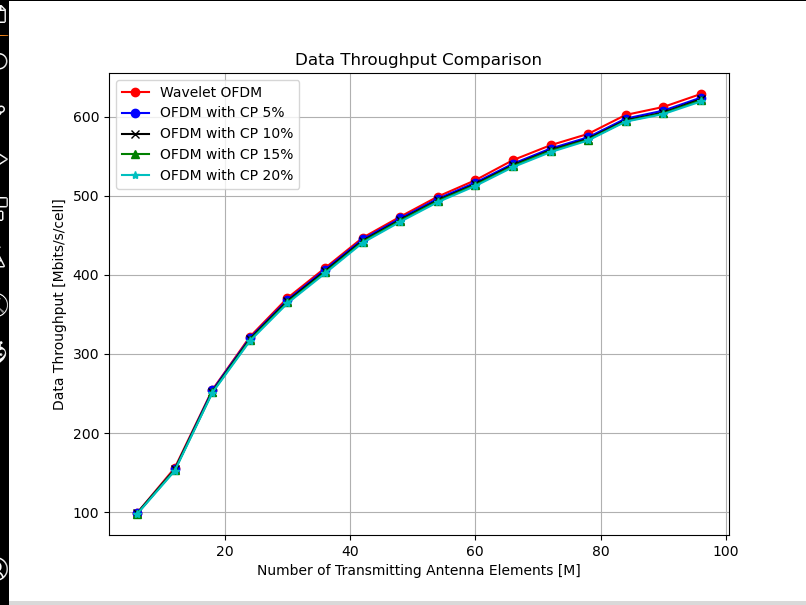 Data Throughput Comparison
Wavelet OFDM
OFDM with CP 5%
OFDM with CP 10%
OFDM with CP 15%
OFDM with CP 20%
Data Throughput [Mbits/s/cell]
600
500
400
300
200
100
20 40 60 80 100
Number of Transmitting Antenna Elements [M]